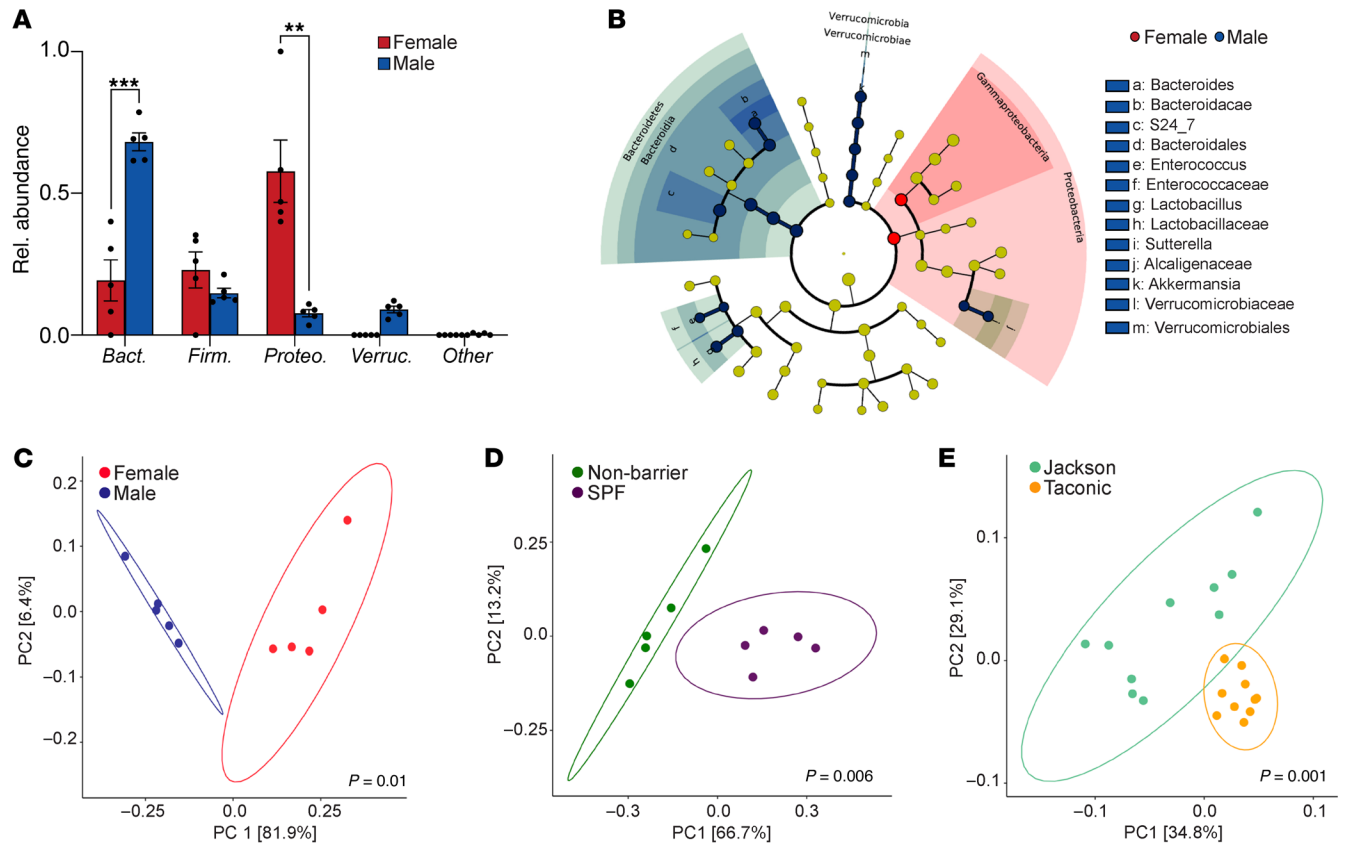 A
Rel. abundance
1.0
0.5
0.0
***
**
Female
Male
Bact.
Firm.
Proteo.
Verruc.
Other
B
Verrucomicrobia
Verrucomicrobiae
m
Bacteroidetes
Bacteroidia
b
d
c
Gammaproteobacteria
Proteobacteria
f
e
h
Female
Male
a: Bacteroides
b: Bacteroidacae
c: S24_7
d: Bacteroidales
e: Enterococcus
f: Enterococcaceae
g: Lactobacillus
h: Lactobacillaceae
i: Sutterella
j: Alcaligenaceae
k: Akkermansia
l: Verrucomicrobiaceae
m: Verrucomicrobiales
C
Female
Male
PC2 [6.4%]
0.2
0.1
0.0
–0.1
–0.2
P = 0.01
–0.25
0.0
0.25
PC 1 [81.9%]
D
Non-barrier
SPF
PC2 [13.2%]
0.25
0.0
–0.25
P = 0.006
–0.3
0.0
0.3
PC1 [66.7%]
E
Jackson
Taconic
PC2 [29.1%]
0.1
0.0
–0.1
P = 0.001
–0.1
0.0
0.1
PC1 [34.8%]